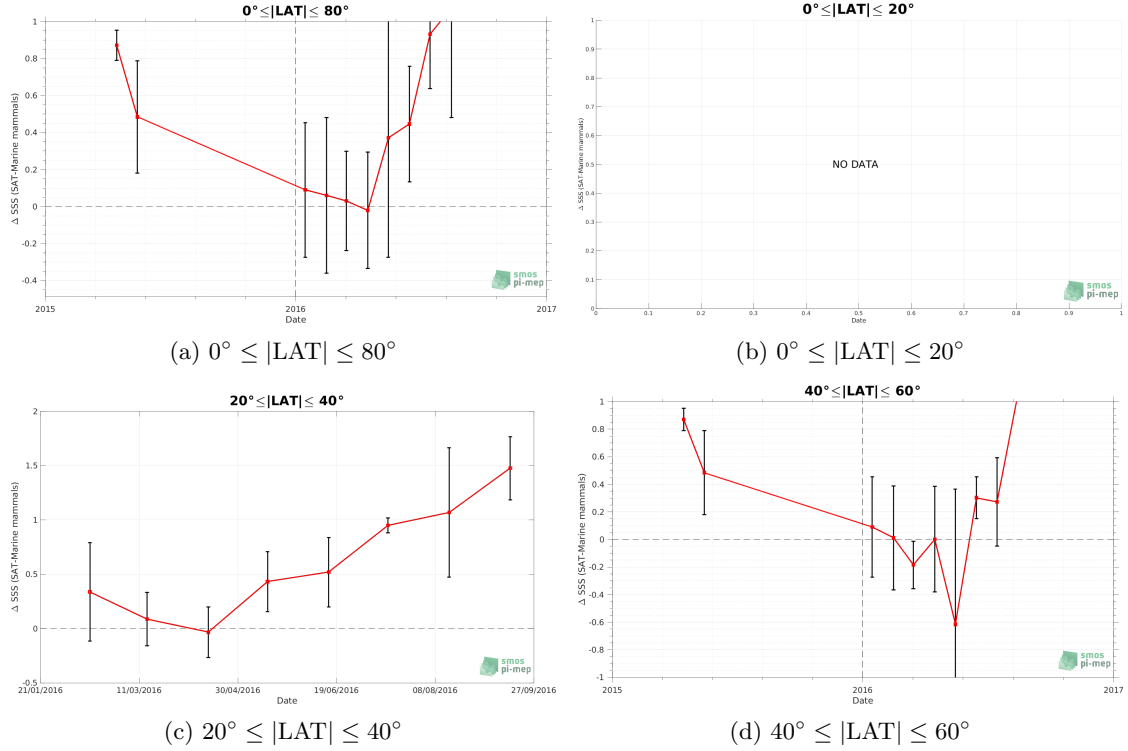 0°≤|LAT|≤ 80°
1
0.8
0.6
0.4
0.2
0
-0.2
-0.4
Δ SSS (SAT-Marine mammals)
2015
2016
2017
Date
smos
pi-mep
(a) 0° ≤ |LAT| ≤ 80°
0°≤|LAT|≤ 20°
1
0.9
0.8
0.7
0.6
0.5
0.4
0.3
0.2
0.1
0
Δ SSS (SAT-Marine mammals)
NO DATA
0
0.1
0.2
0.3
0.4
0.5
0.6
0.7
0.8
0.9
1
Date
smos
pi-mep
(b) 0° ≤ |LAT| ≤ 20°
20°≤|LAT|≤ 40°
2
1.5
1
0.5
0
-0.5
Δ SSS (SAT-Marine mammals)
21/01/2016
11/03/2016
30/04/2016
19/06/2016
08/08/2016
27/09/2016
Date
smos
pi-mep
(c) 20° ≤ |LAT| ≤ 40°
40°≤|LAT|≤ 60°
1
0.8
0.6
0.4
0.2
0
-0.2
-0.4
-0.6
-0.8
-1
Δ SSS (SAT-Marine mammals)
2015
2016
2017
Date
smos
pi-mep
(d) 40° ≤ |LAT| ≤ 60°